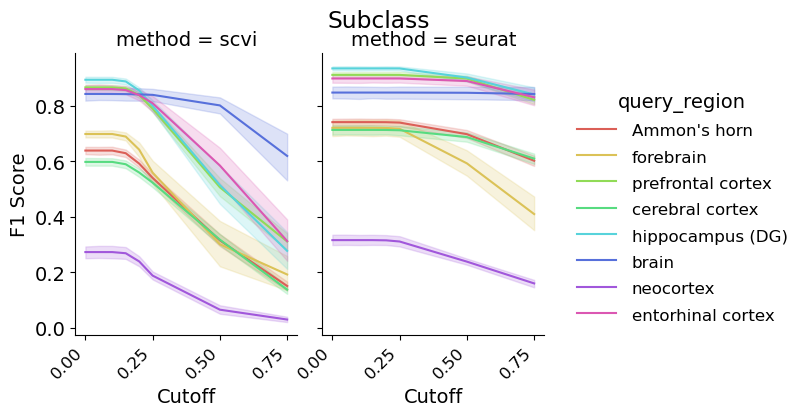 Subclass
method = scvi
method = seurat
F1 Score
0.8
0.6
0.4
0.2
0.0
0.00
0.25
0.50
0.75
Cutoff
0.00
0.25
0.50
0.75
Cutoff
query_region
Ammon's horn
forebrain
prefrontal cortex
cerebral cortex
hippocampus (DG)
brain
neocortex
entorhinal cortex